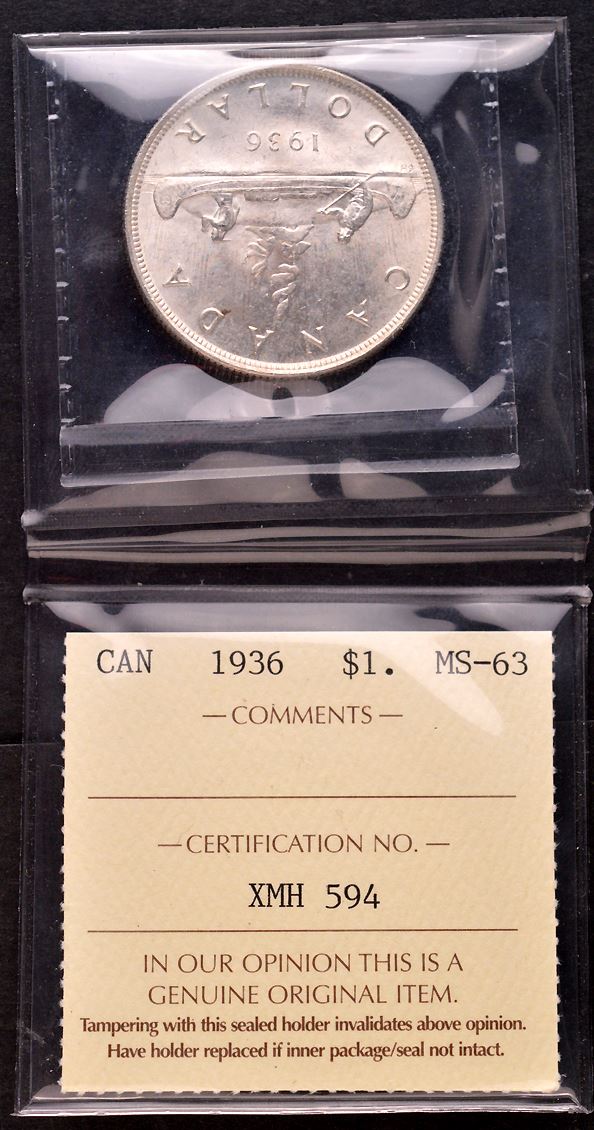 CANADA
1936
DOLLAR
CAN 1936 $1. MS-63
— COMMENTS —
— CERTIFICATION NO. —
XMH 594
IN OUR OPINION THIS IS A
GENUINE ORIGINAL ITEM.
Tampering with this sealed holder invalidates above opinion.
Have holder replaced if inner package/seal not intact.